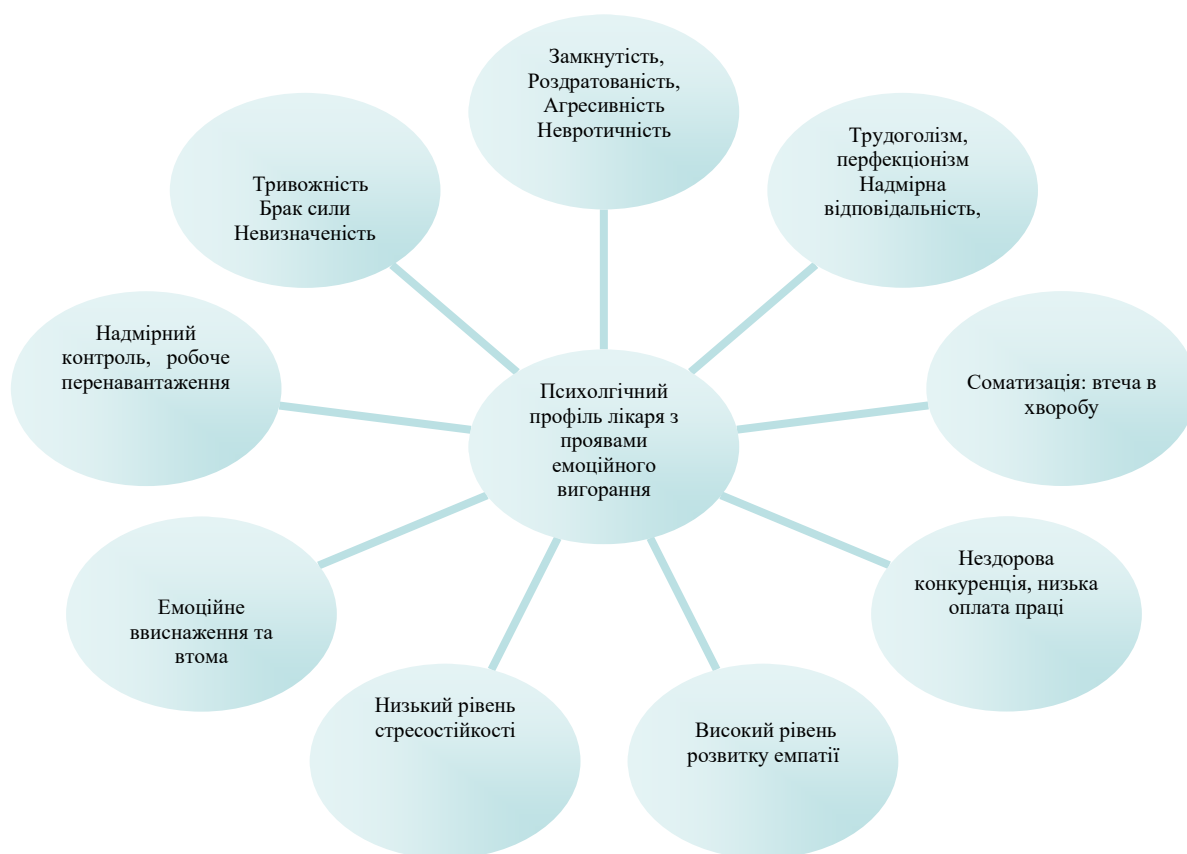 Замкнутість,
Роздратованість,
Агресивність
Невротичність
Трудоголізм,
перфекціонізм
Надмірна
відповідальність,
Тривожність
Брак сили
Невизначеність
Надмірний
контроль, робоче
перенавантаження
Психолгічний
профіль лікаря з
проявами
емоційного
вигорання
Соматизація: втеча в
хворобу
Нездорова
конкуренція, низька
оплата праці
Емоційне
ввиснаження та
втома
Низький рівень
стресостійкості
Високий рівень
розвитку емпатії